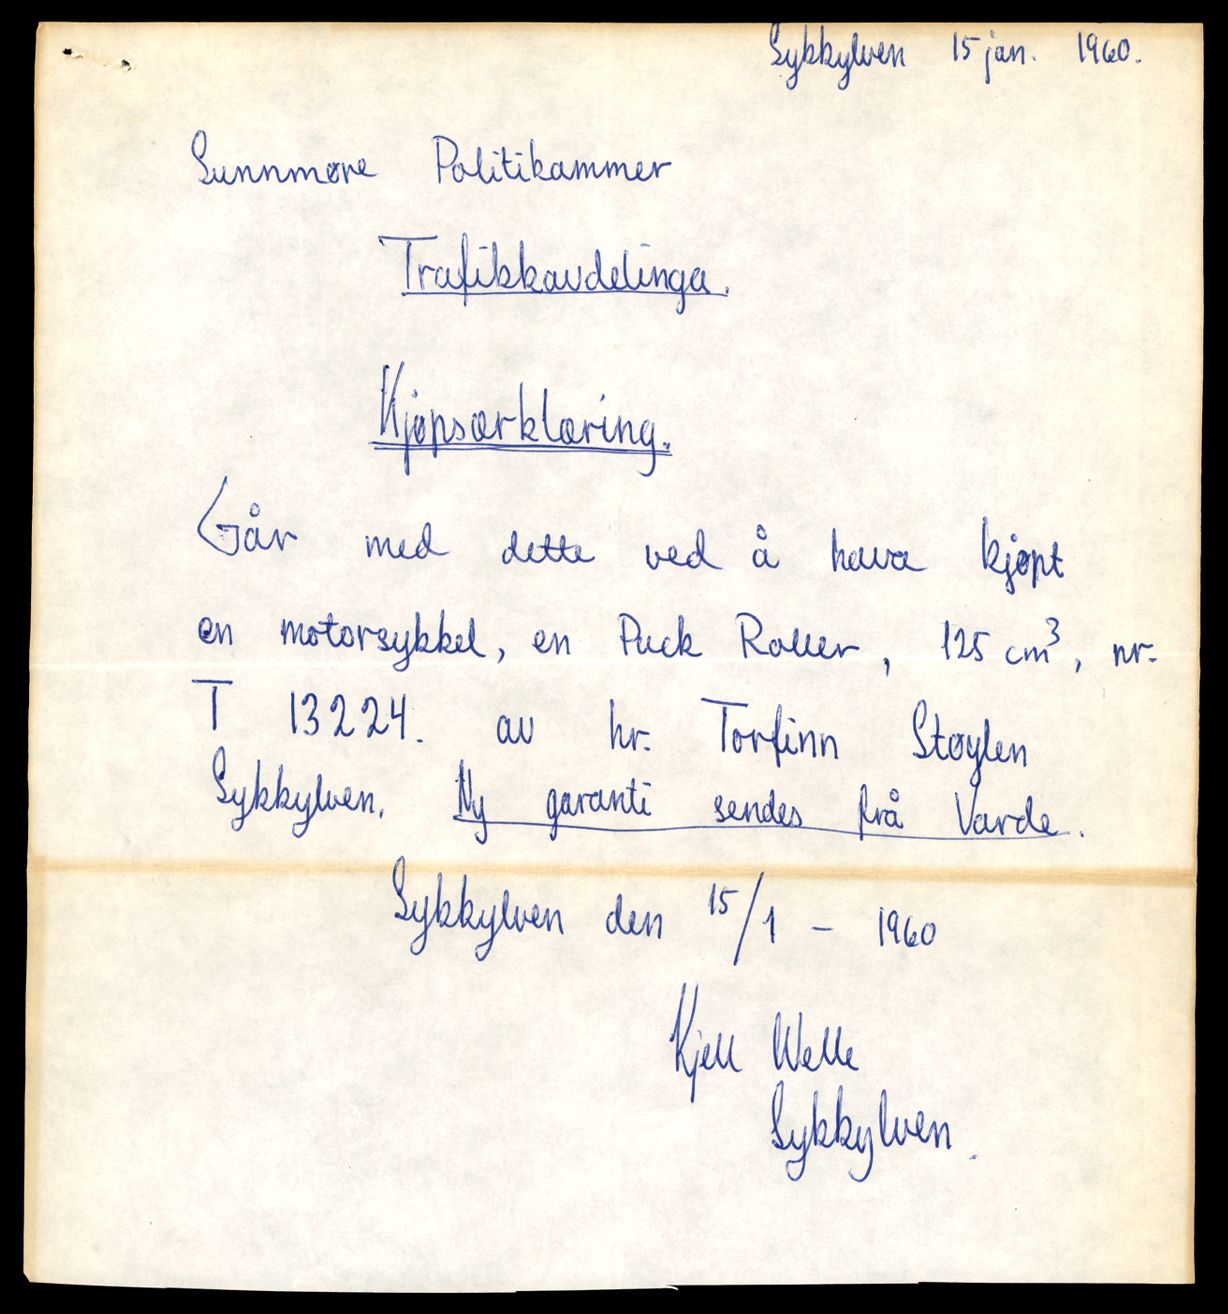 Sykkylven 15 jan. 1960.
Sunnmøre Politikammer
Trafikkavdelinga.
Kjøpsærklæring.
Går med dette ved å hava kjøpt
en motorsykkel, en Puck Roller, 125 cm³, nr.
T 13224. av hr. Torfinn Støylen
Sykkylven. Ny garanti sendes frå Varde.
Sykkylven den 15/1 - 1960
Kjell Welle
Sykkylven.